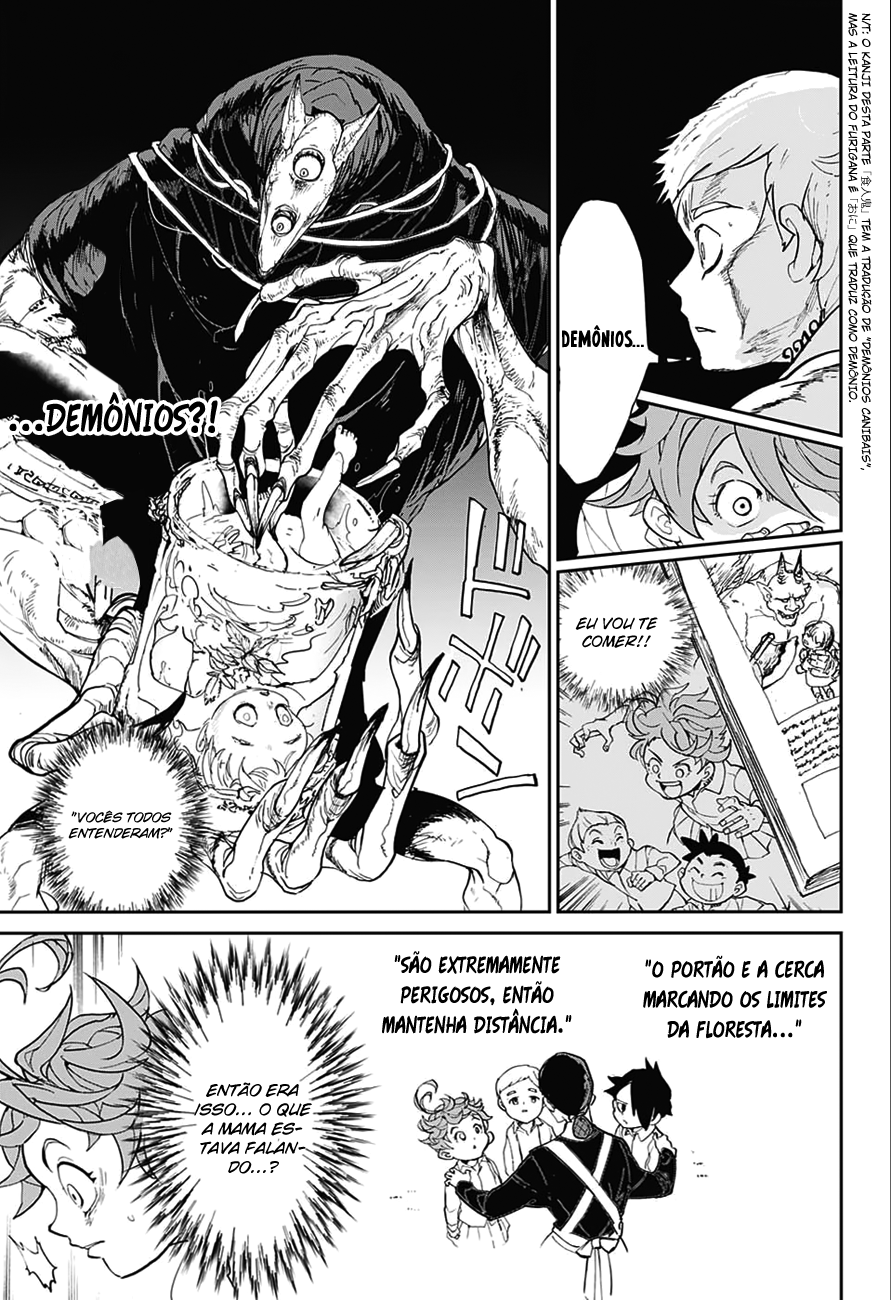 N/T: O KANJI DESTA PARTE 「食人鬼」 TEM A TRADUÇÃO DE "DEMÔNIOS CANIBAIS",
MAS A LEITURA DO FURIGANA É 「おに」 QUE TRADUZ COMO DEMÔNIO.
DEMÔNIOS...
EU VOU TE
COMER!!
...DEMÔNIOS?!
"VOCÊS TODOS
ENTENDERAM?"
"O PORTÃO E A CERCA
MARCANDO OS LIMITES
DA FLORESTA..."
"SÃO EXTREMAMENTE
PERIGOSOS, ENTÃO
MANTENHA DISTÂNCIA."
ENTÃO ERA
ISSO... O QUE
A MAMA ES-
TAVA FALAN-
DO...?